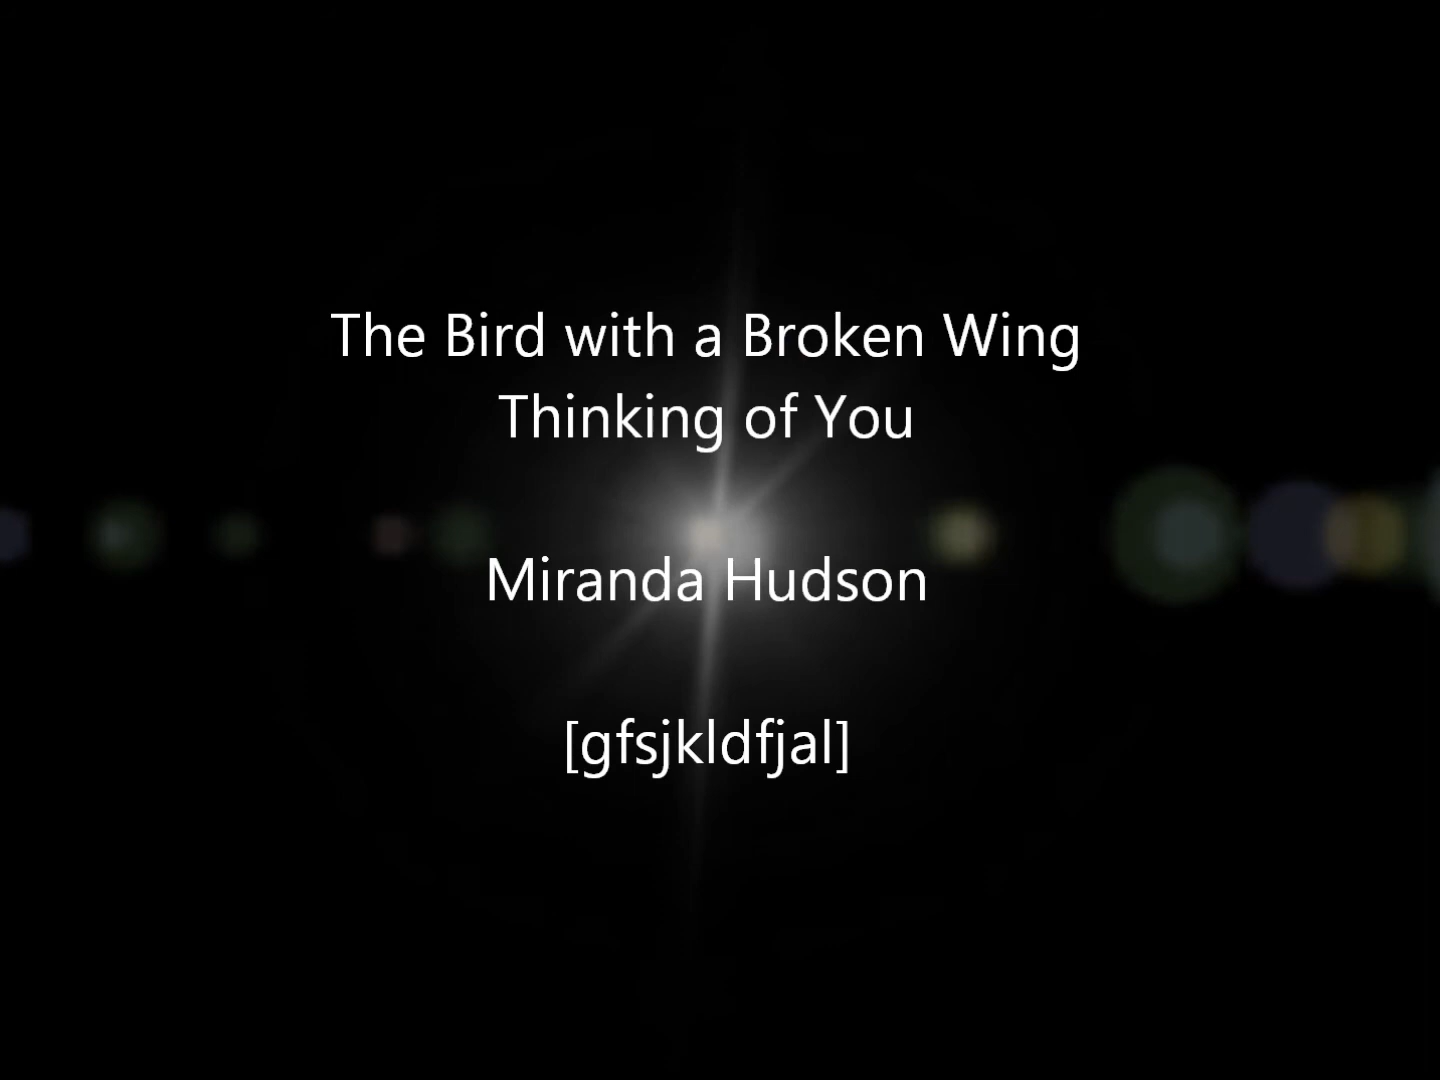 The Bird with a Broken Wing
Thinking of You
Miranda Hudson
[gfsjkldfjal]